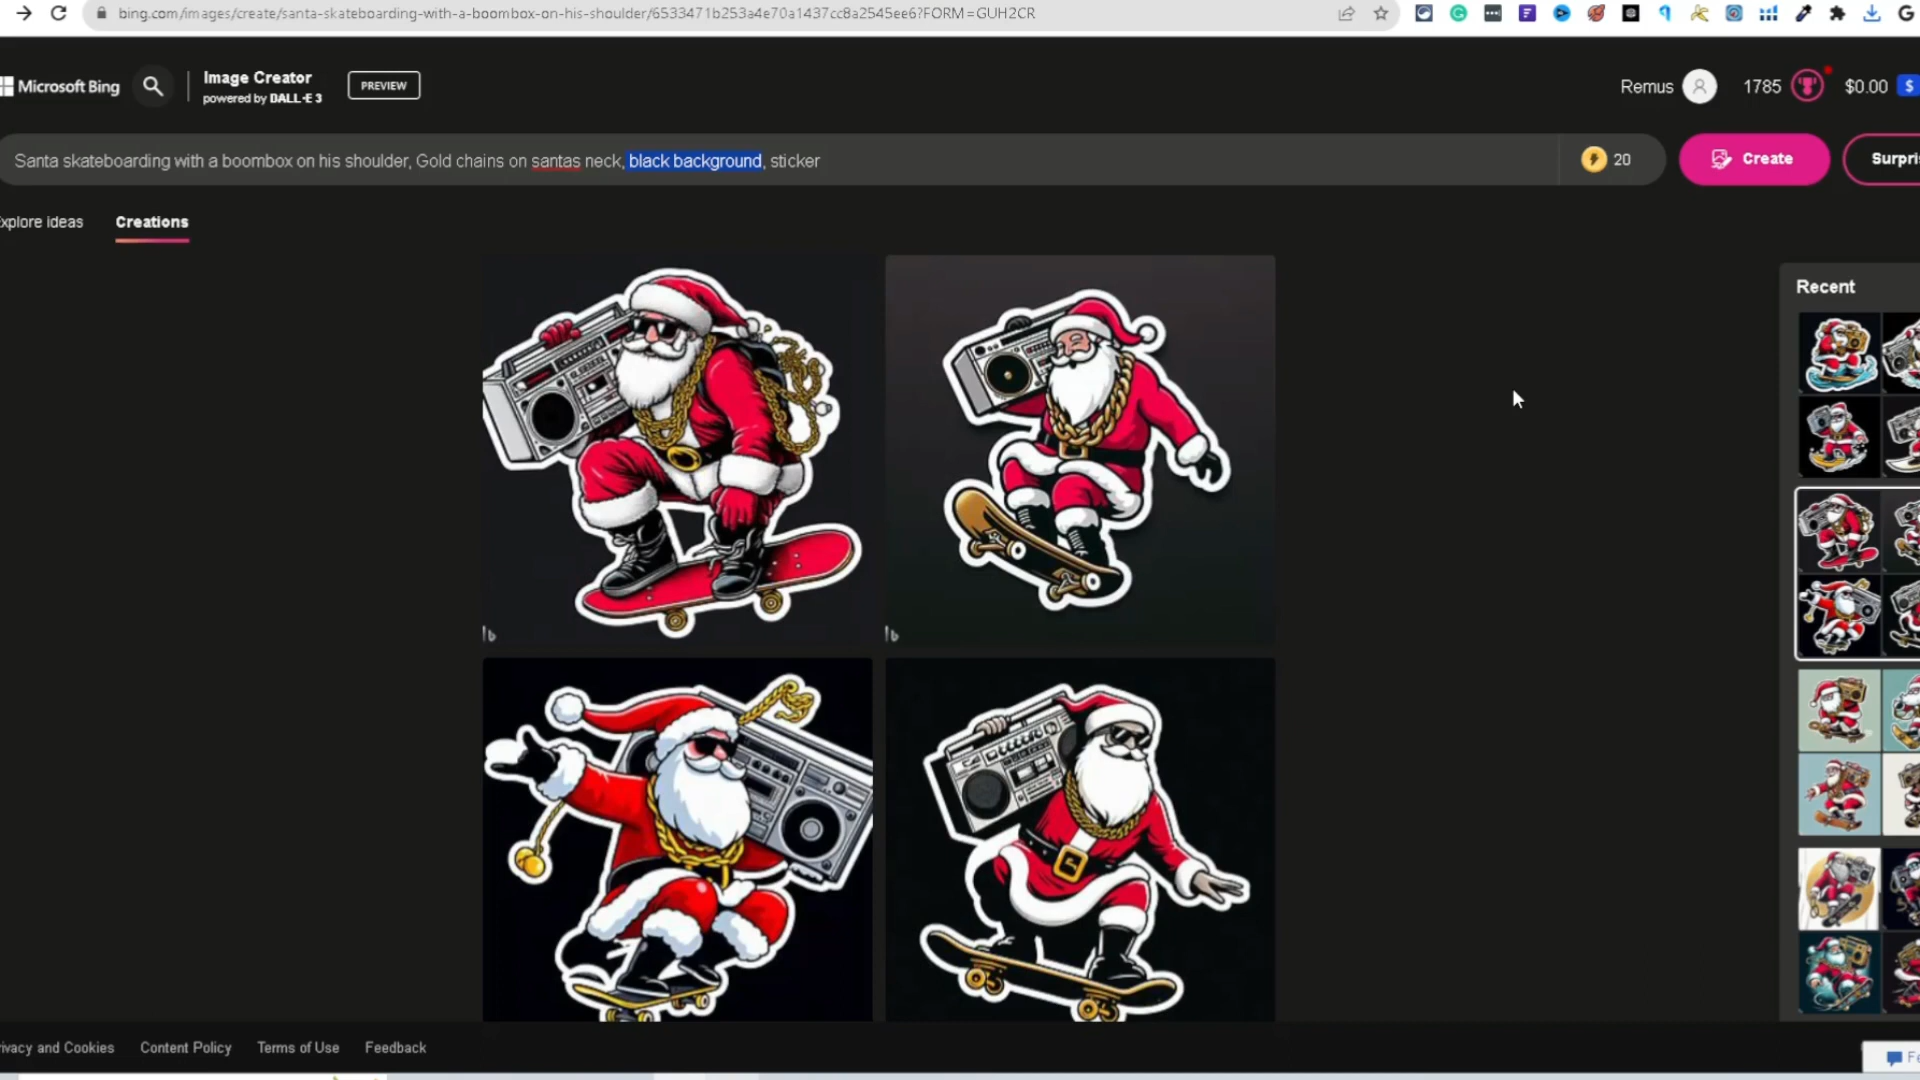 bing.com/images/create/santa-skateboarding-with-a-boombox-on-his-shoulder/6533471b253a4e70a1437cc8a2545ee6?FORM=GUH2CR
Microsoft Bing
Image Creator
powered by DALL·E 3
PREVIEW
Remus
1785
$0.00
$
Santa skateboarding with a boombox on his shoulder, Gold chains on santas neck, black background, sticker
20
Create
Surpri
xplore ideas
Creations
Recent
ivacy and Cookies
Content Policy
Terms of Use
Feedback
Fe